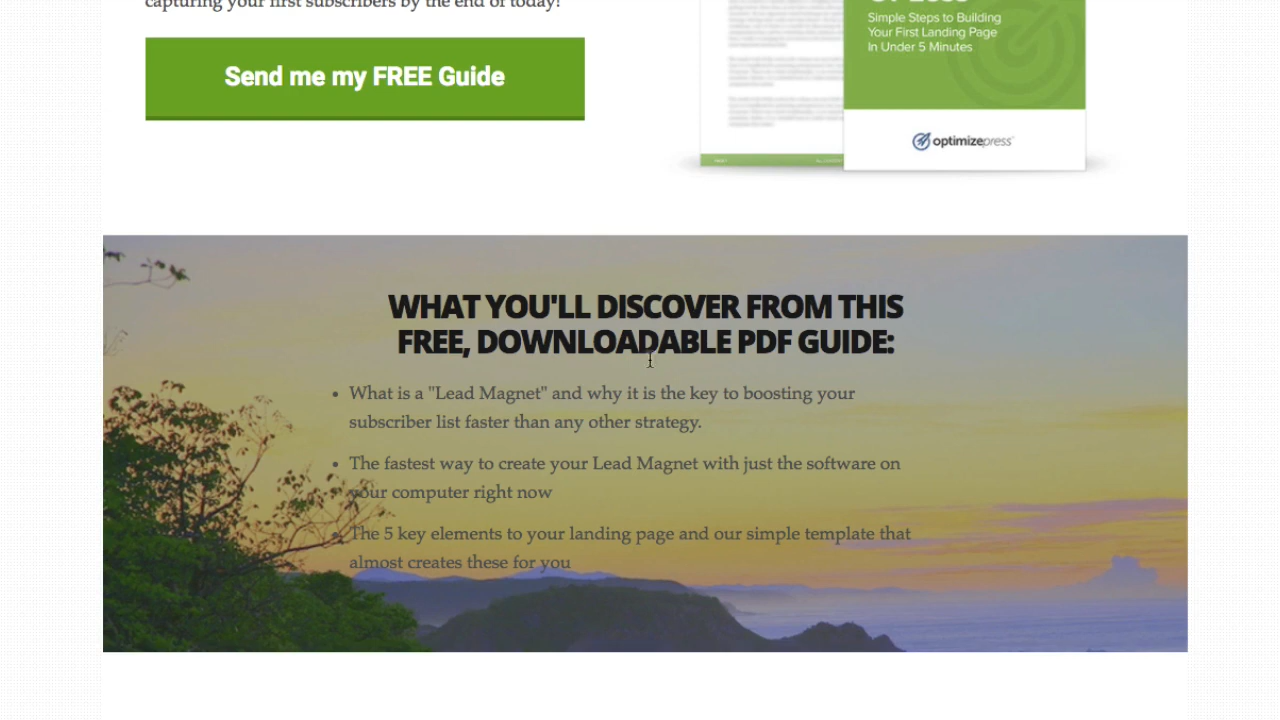 capturing your first subscribers by the end of today!
Send me my FREE Guide
Simple Steps to Building
Your First Landing Page
In Under 5 Minutes
optimizepress
WHAT YOU'LL DISCOVER FROM THIS
FREE, DOWNLOADABLE PDF GUIDE:
• What is a "Lead Magnet" and why it is the key to boosting your
subscriber list faster than any other strategy.
• The fastest way to create your Lead Magnet with just the software on
your computer right now
• The 5 key elements to your landing page and our simple template that
almost creates these for you